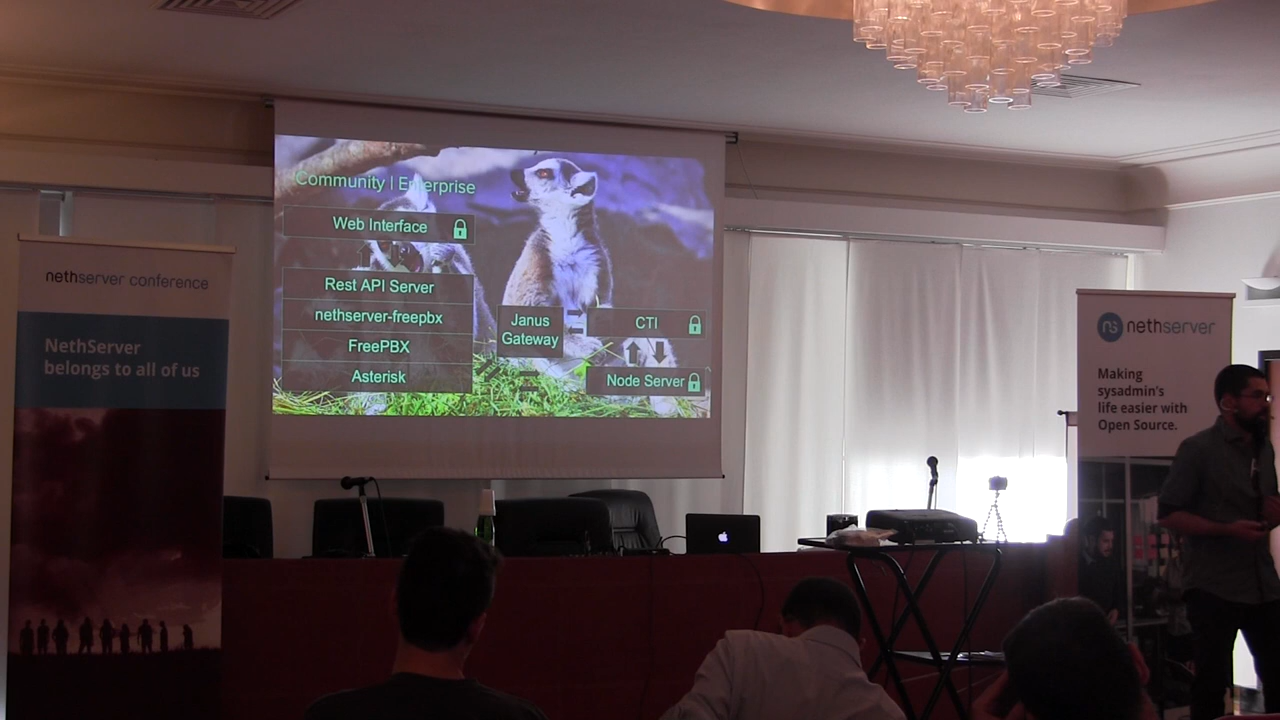 Community | Enterprise
Web Interface
Rest API Server
nethserver-freepbx
FreePBX
Asterisk
Janus
Gateway
CTI
Node Server
nethserver conference
NethServer
belongs to all of us
ns nethserver
Making
sysadmin's
life easier with
Open Source.